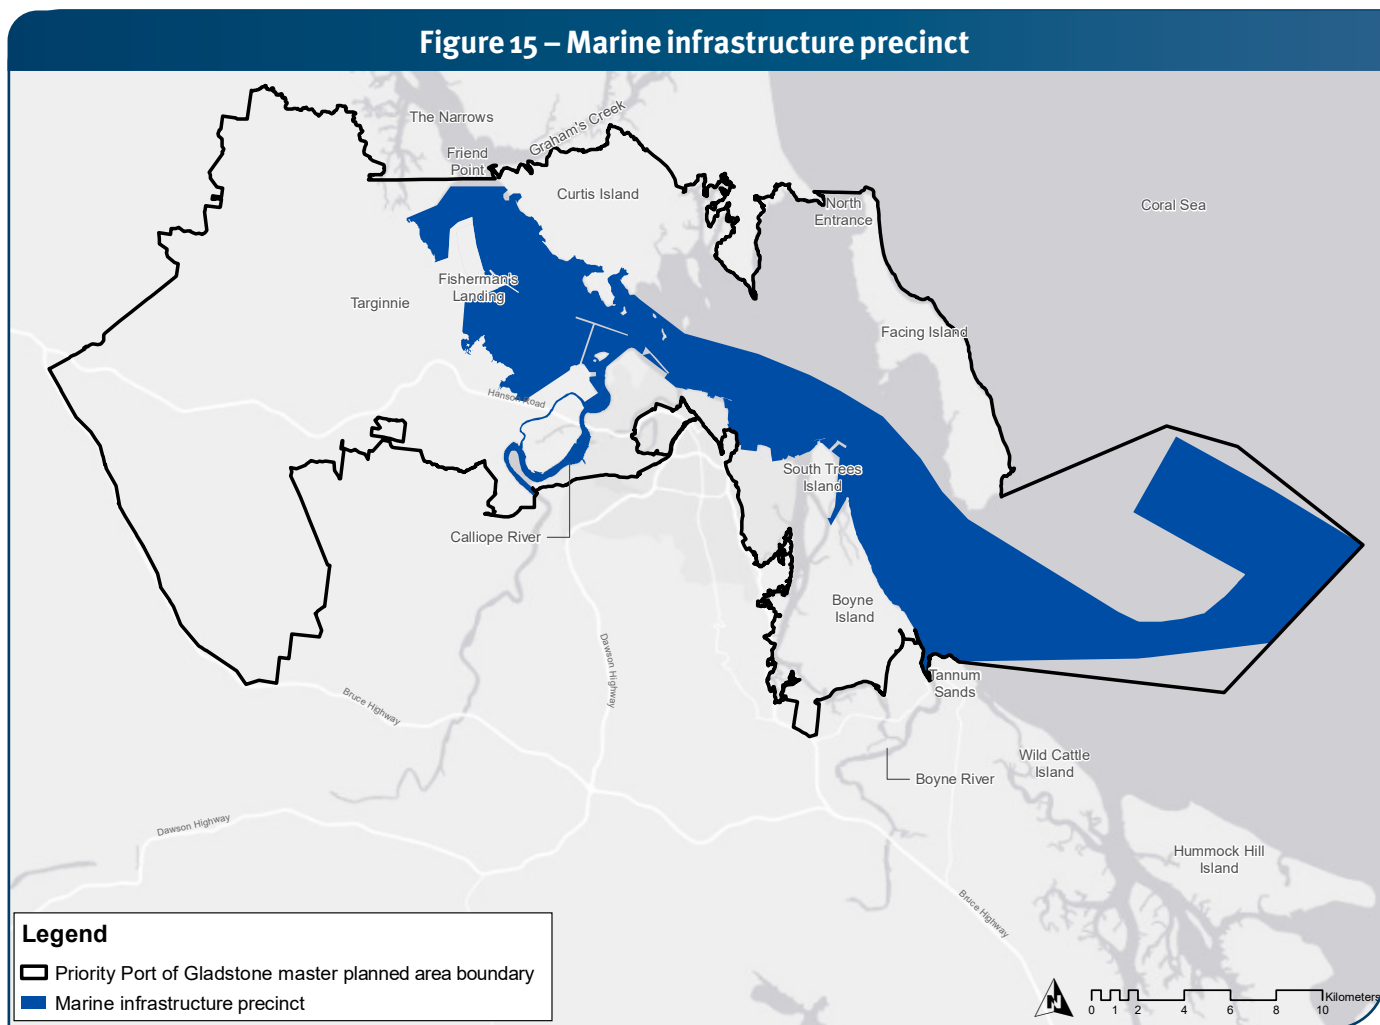 Figure 15 – Marine infrastructure precinct
The Narrows
Graham's Creek
Friend
Point
Curtis Island
North
Entrance
Coral Sea
Fisherman's
Landing
Targinnie
Facing Island
Hanson Road
South Trees
Island
Calliope River
Boyne
Island
Dawson Highway
Tannum
Sands
Bruce Highway
Wild Cattle
Island
Boyne River
Dawson Highway
Hummock Hill
Island
Bruce Highway
Legend
Priority Port of Gladstone master planned area boundary
Marine infrastructure precinct
N
Kilometers
0 1 2 4 6 8 10